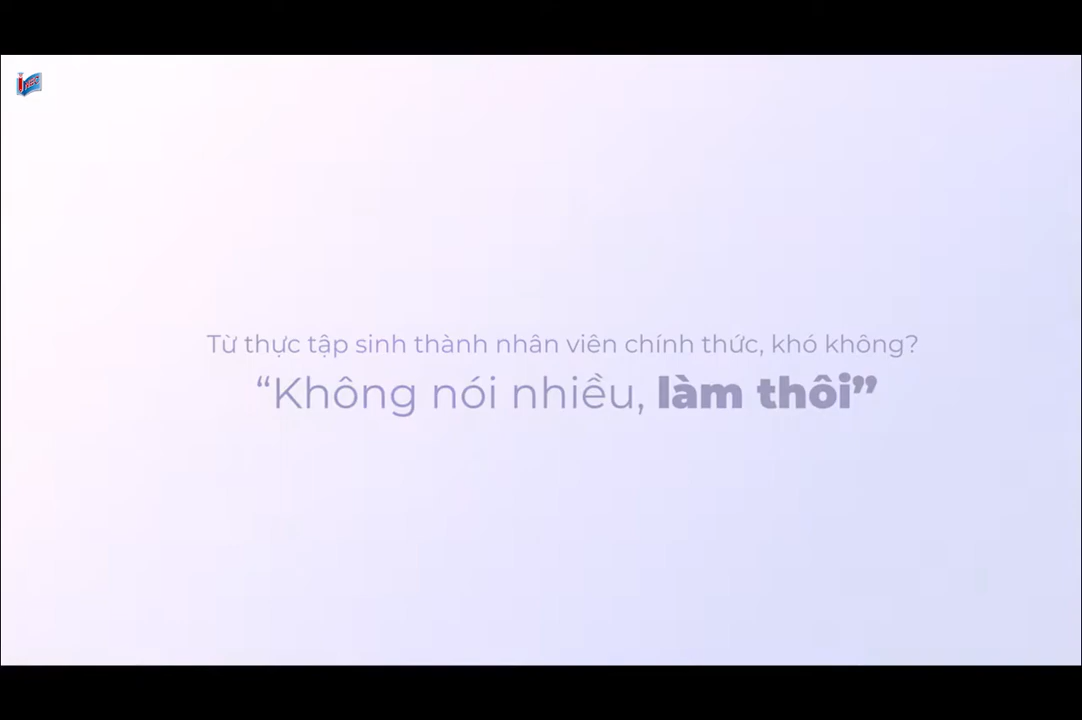 Từ thực tập sinh thành nhân viên chính thức, khó không?
“Không nói nhiều, làm thôi”